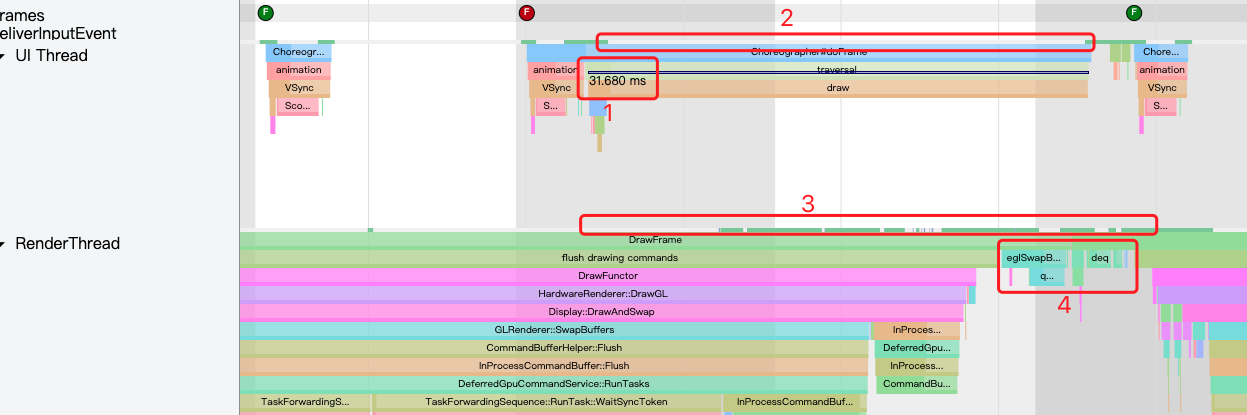 F F F
rames
eliverInputEvent
2
UI Thread
Choreogr... Choreographer#doFrame Chore...
animation animation traversal animation
31.680 ms
VSync VSync draw VSync
Sco... S... S...
1
3
RenderThread
DrawFrame
flush drawing commands eglSwapB... deq
DrawFunctor q...
HardwareRenderer::DrawGL
4
Display::DrawAndSwap
GLRenderer::SwapBuffers InProces...
CommandBufferHelper::Flush DeferredGpu...
InProcessCommandBuffer::Flush InProcess...
DeferredGpuCommandService::RunTasks CommandBu...
TaskForwardingS... TaskForwardingSequence::RunTask::WaitSyncToken InProcessCommandBuf...